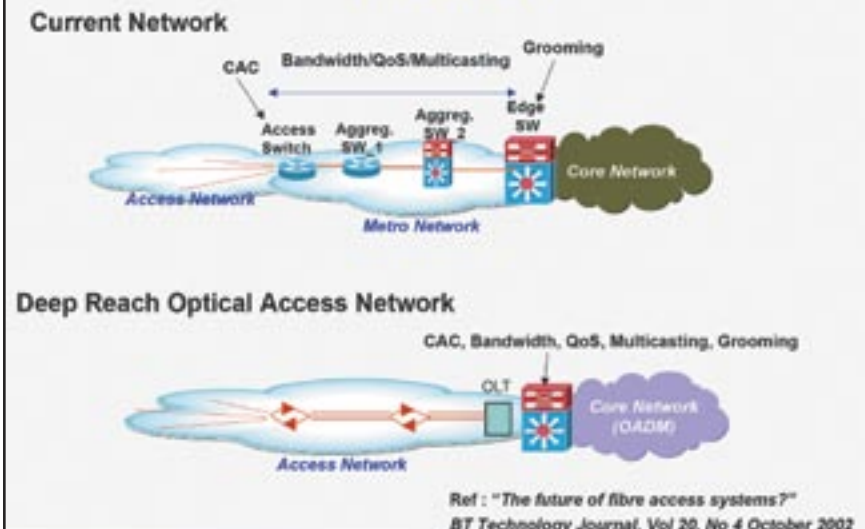 Current Network
Grooming
CAC
Bandwidth/QoS/Multicasting
Edge
SW
Aggreg.
SW_2
Access
Switch
Aggreg.
SW_1
Core Network
Access Network
Metro Network
Deep Reach Optical Access Network
CAC, Bandwidth, QoS, Multicasting, Grooming
OLT
Core Network
(OADM)
Access Network
Ref : "The future of fibre access systems?"
BT Technology Journal, Vol 20, No 4 October 2002